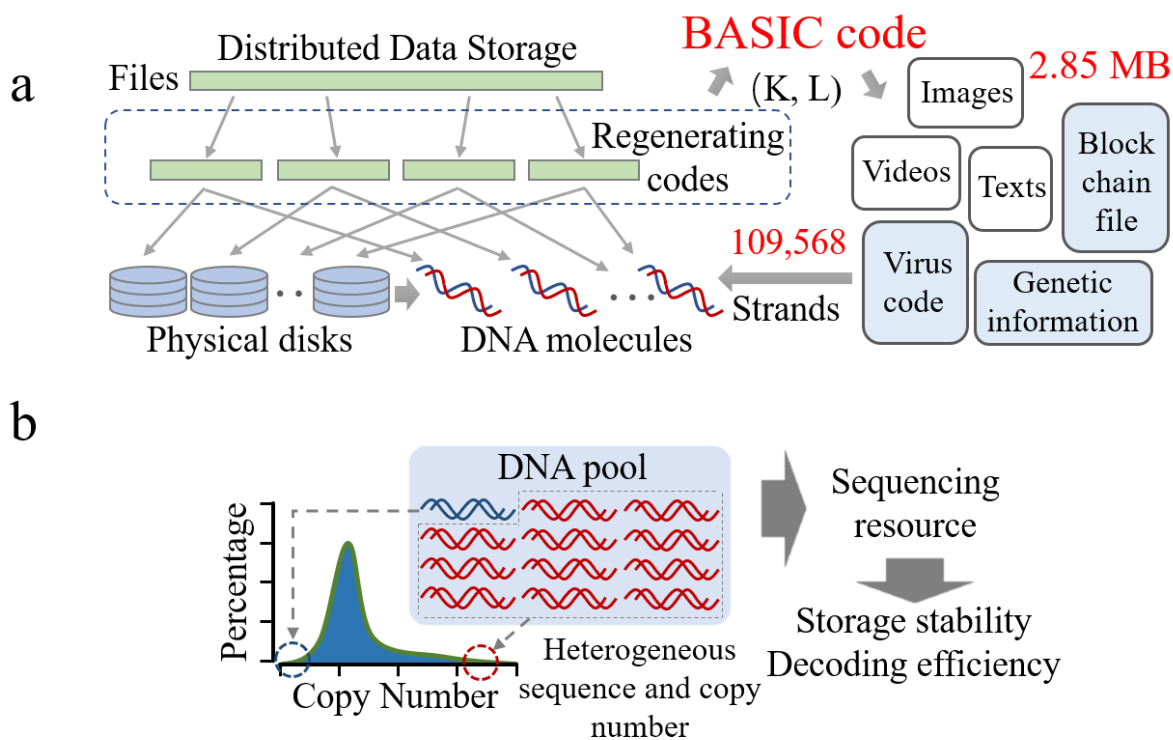 a
Distributed Data Storage
Files
Regenerating
codes
Physical disks
DNA molecules
BASIC code
(K, L)
2.85 MB
Images
Videos
Texts
Block
chain
file
Virus
code
Genetic
information
109,568
Strands
b
DNA pool
Percentage
Copy Number
Heterogeneous
sequence and copy
number
Sequencing
resource
Storage stability
Decoding efficiency